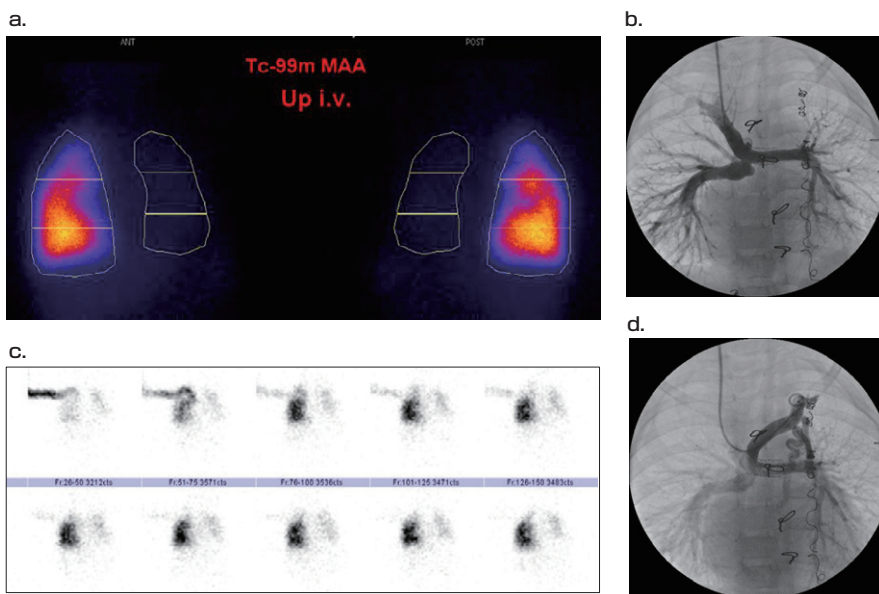 a.
ANT
POST
Tc-99m MAA
Up i.v.
b.
c.
Fr:26-50 3212cts
Fr:51-75 3571cts
Fr:76-100 3536cts
Fr:101-125 3471cts
Fr:126-150 3483cts
d.